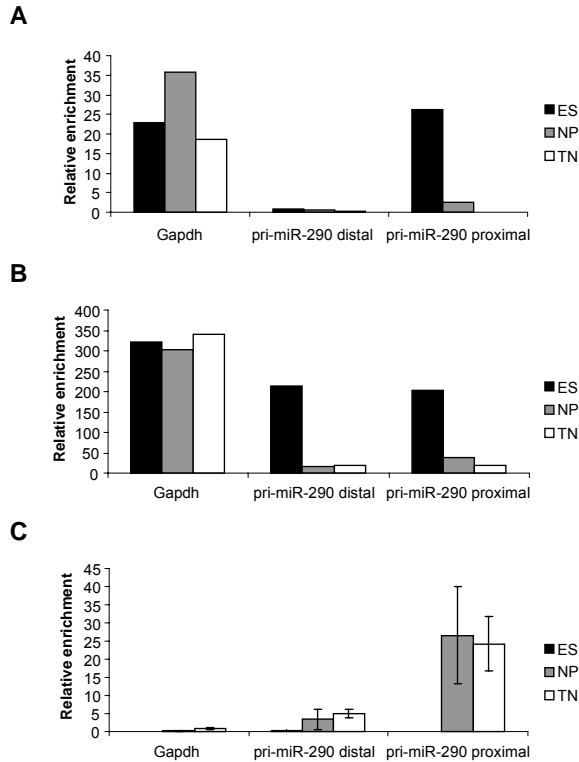 A
Relative enrichment
40
35
30
25
20
15
10
5
0
Gapdh pri-miR-290 distal pri-miR-290 proximal
ES
NP
TN
B
Relative enrichment
400
350
300
250
200
150
100
50
0
Gapdh pri-miR-290 distal pri-miR-290 proximal
ES
NP
TN
C
Relative enrichment
45
40
35
30
25
20
15
10
5
0
Gapdh pri-miR-290 distal pri-miR-290 proximal
ES
NP
TN